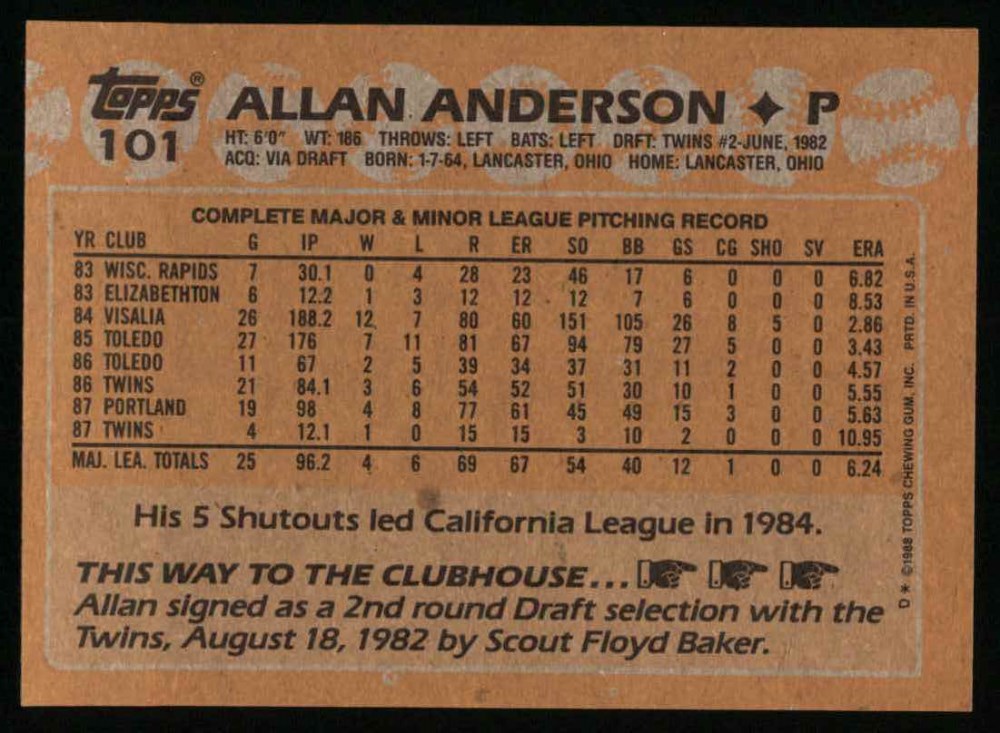 Topps® ALLAN ANDERSON ✦ P
101 HT: 6'0" WT: 186 THROWS: LEFT BATS: LEFT DRFT: TWINS #2-JUNE, 1982
ACQ: VIA DRAFT BORN: 1-7-64, LANCASTER, OHIO HOME: LANCASTER, OHIO
COMPLETE MAJOR & MINOR LEAGUE PITCHING RECORD
YR CLUB G IP W L R ER SO BB GS CG SHO SV ERA
83 WISC. RAPIDS 7 30.1 0 4 28 23 46 17 6 0 0 0 6.82
83 ELIZABETHTON 6 12.2 1 3 12 12 12 7 6 0 0 0 8.53
84 VISALIA 26 188.2 12 7 80 60 151 105 26 8 5 0 2.86
85 TOLEDO 27 176 7 11 81 67 94 79 27 5 0 0 3.43
86 TOLEDO 11 67 2 5 39 34 37 31 11 2 0 0 4.57
86 TWINS 21 84.1 3 6 54 52 51 30 10 1 0 0 5.55
87 PORTLAND 19 98 4 8 77 61 45 49 15 3 0 0 5.63
87 TWINS 4 12.1 1 0 15 15 3 10 2 0 0 0 10.95
MAJ. LEA. TOTALS 25 96.2 4 6 69 67 54 40 12 1 0 0 6.24
His 5 Shutouts led California League in 1984.
THIS WAY TO THE CLUBHOUSE...
Allan signed as a 2nd round Draft selection with the
Twins, August 18, 1982 by Scout Floyd Baker.
D* ©1988 TOPPS CHEWING GUM, INC. PRTD. IN U.S.A.